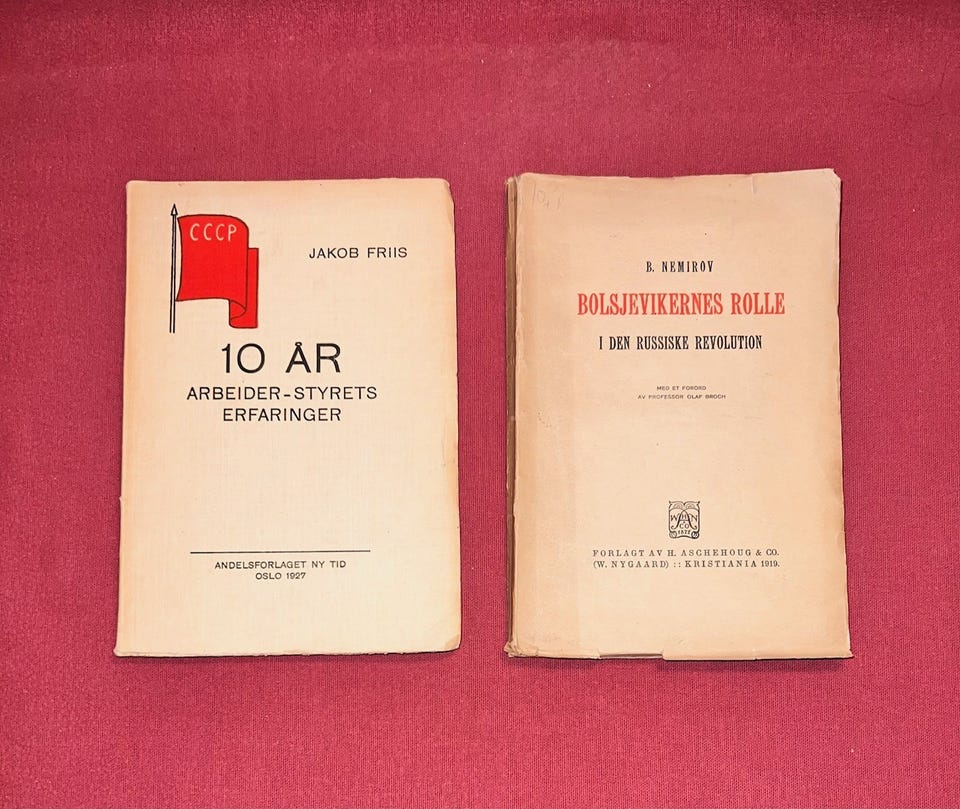 CCCP
JAKOB FRIIS
10 ÅR
ARBEIDER-STYRETS
ERFARINGER
ANDELSFORLAGET NY TID
OSLO 1927
B. NEMIROV
BOLSJEVIKERNES ROLLE
I DEN RUSSISKE REVOLUTION
MED ET FORORD
AV PROFESSOR OLAF BROCH
FORLAGT AV H. ASCHEHOUG & CO.
(W. NYGAARD) :: KRISTIANIA 1919.